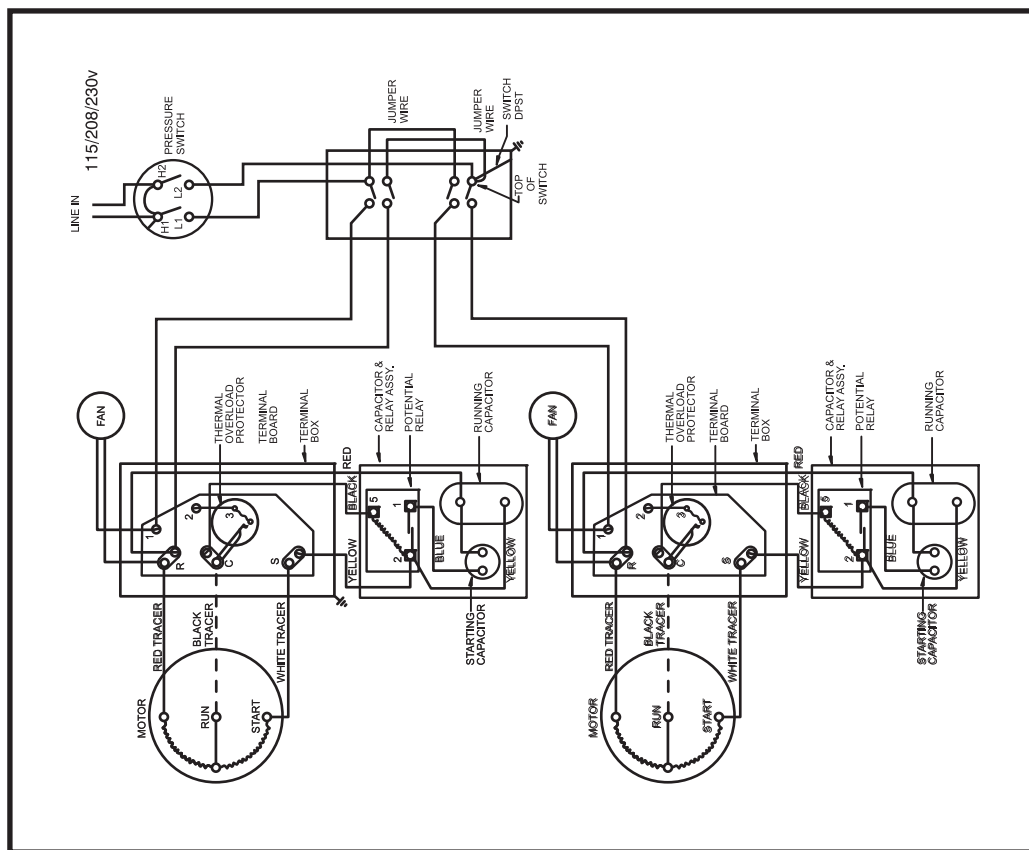 115/208/230v
LINE IN
PRESSURE
SWITCH
H2
L2
H1
L1
JUMPER
WIRE
JUMPER
WIRE
SWITCH
DPST
TOP
OF
SWITCH
FAN
THERMAL
OVERLOAD
PROTECTOR
TERMINAL
BOARD
TERMINAL
BOX
CAPACITOR &
RELAY ASSY.
POTENTIAL
RELAY
RUNNING
CAPACITOR
RED
BLACK
YELLOW
BLUE
YELLOW
1
2
3
R
C
S
5
1
2
STARTING
CAPACITOR
RED TRACER
BLACK
TRACER
WHITE TRACER
MOTOR
RUN
START
FAN
THERMAL
OVERLOAD
PROTECTOR
TERMINAL
BOARD
TERMINAL
BOX
CAPACITOR &
RELAY ASSY.
POTENTIAL
RELAY
RUNNING
CAPACITOR
RED
BLACK
YELLOW
BLUE
YELLOW
1
2
3
R
C
S
5
1
2
STARTING
CAPACITOR
RED TRACER
BLACK
TRACER
WHITE TRACER
MOTOR
RUN
START